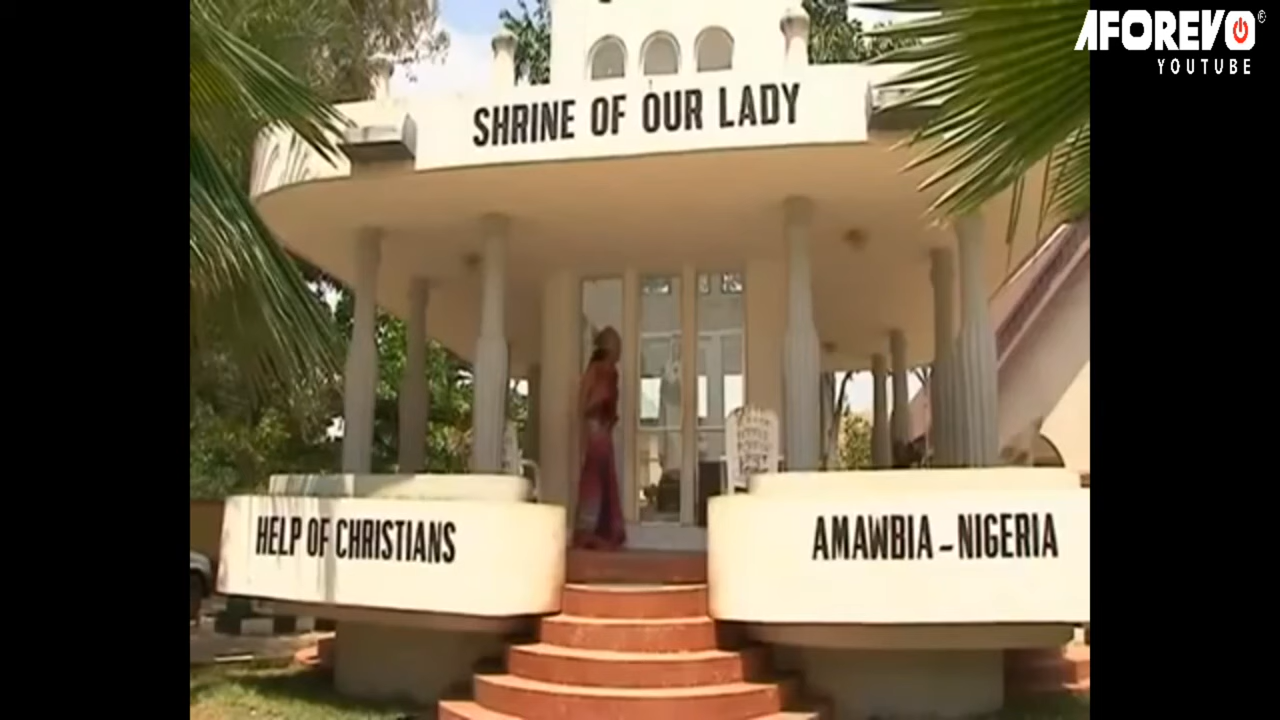 AFOREVO
YOUTUBE
SHRINE OF OUR LADY
HELP OF CHRISTIANS
AMAWBIA - NIGERIA